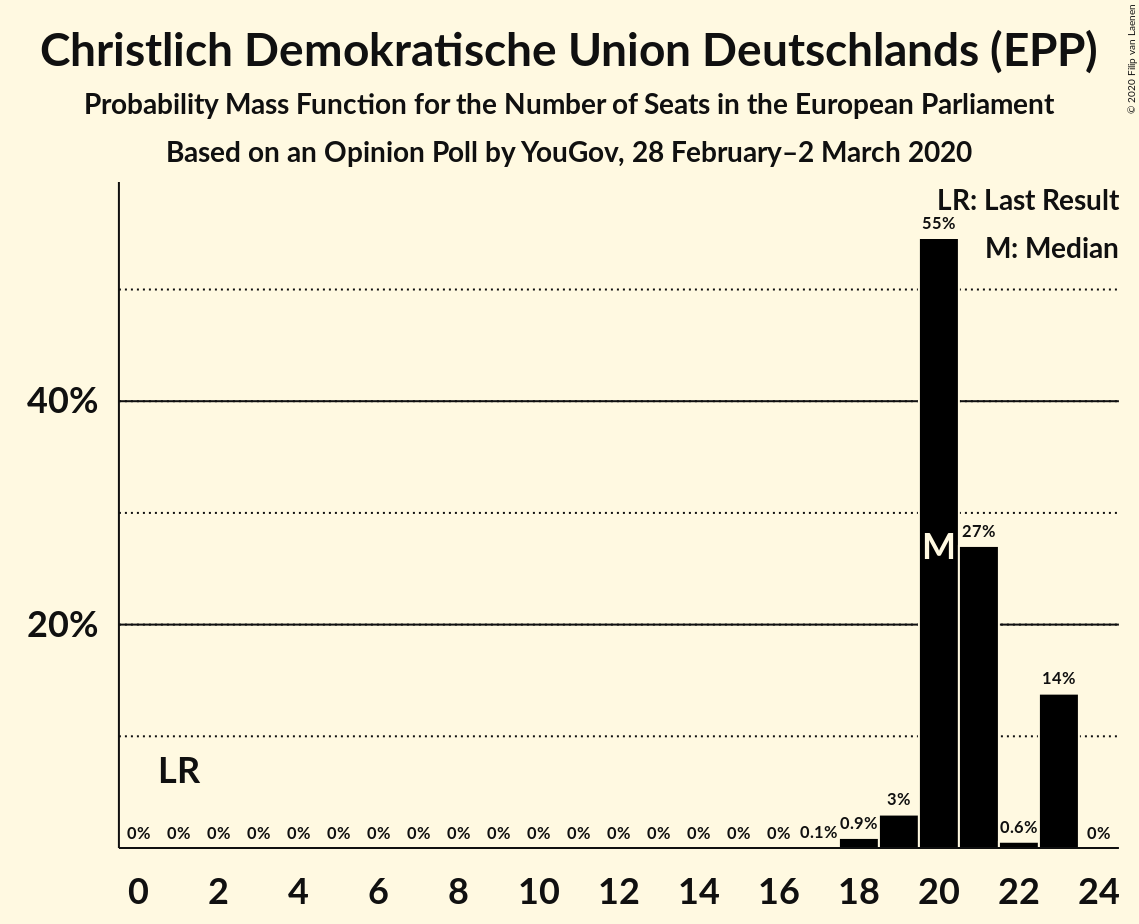 Christlich Demokratische Union Deutschlands (EPP)
Probability Mass Function for the Number of Seats in the European Parliament
Based on an Opinion Poll by YouGov, 28 February–2 March 2020
© 2020 Filip van Laenen
LR: Last Result
M: Median
55%
40%
M
27%
20%
14%
LR
0% 0% 0% 0% 0% 0% 0% 0% 0% 0% 0% 0% 0% 0% 0% 0% 0% 0.1% 0.9% 3% 0.6% 0%
0 2 4 6 8 10 12 14 16 18 20 22 24